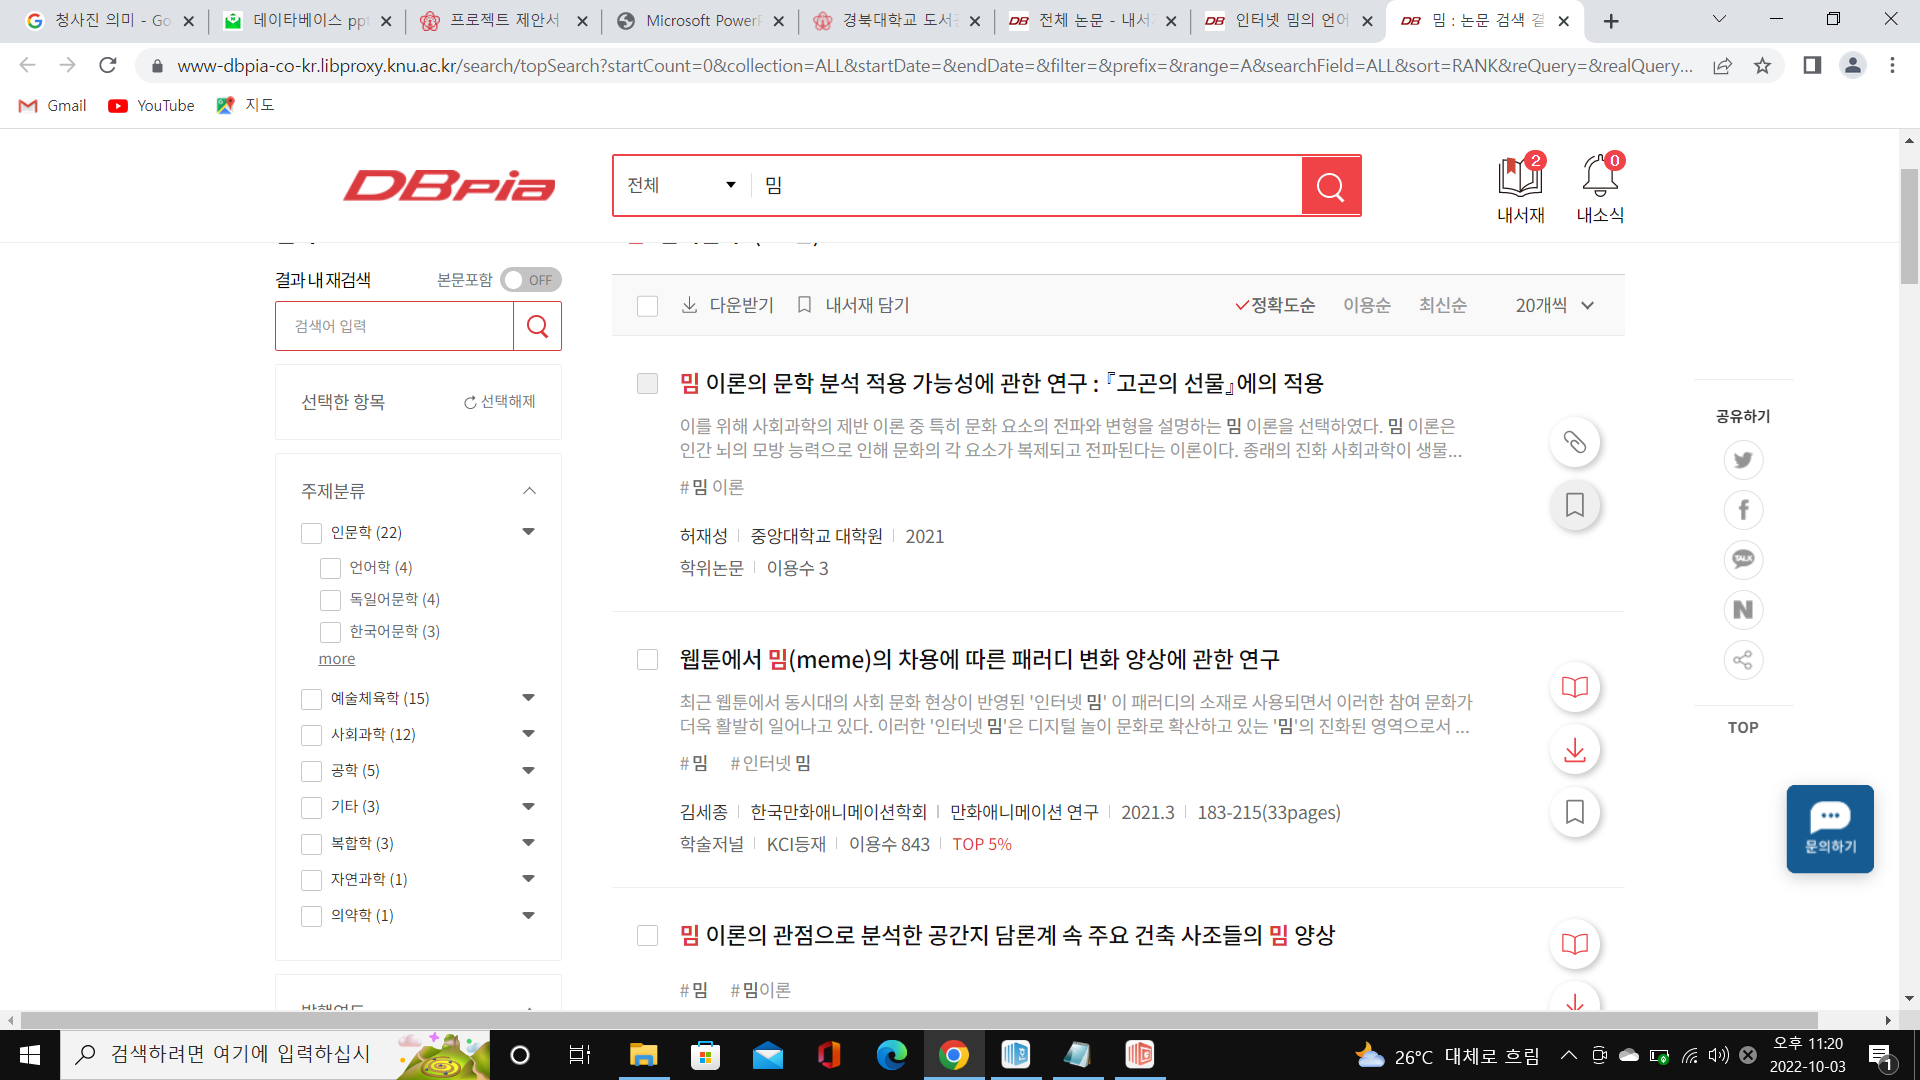 청사진 의미 - Go
데이타베이스 ppt
프로젝트 제안서
Microsoft PowerP
경북대학교 도서관
전체 논문 - 내서
인터넷 밈의 언어
밈 : 논문 검색 결
www-dbpia-co-kr.libproxy.knu.ac.kr/search/topSearch?startCount=0&collection=ALL&startDate=&endDate=&filter=&prefix=&range=A&searchField=ALL&sort=RANK&reQuery=&realQuery...
Gmail YouTube 지도
DBpia
전체 밈
2 0
내서재 내소식
결과 내 재검색 본문포함 OFF
검색어 입력
선택한 항목 선택해제
주제분류
인문학 (22)
언어학 (4)
독일어문학 (4)
한국어문학 (3)
more
예술체육학 (15)
사회과학 (12)
공학 (5)
기타 (3)
복합학 (3)
자연과학 (1)
의약학 (1)
다운받기 내서재 담기 정확도순 이용순 최신순 20개씩
밈 이론의 문학 분석 적용 가능성에 관한 연구 : 『고곤의 선물』에의 적용
이를 위해 사회과학의 제반 이론 중 특히 문화 요소의 전파와 변형을 설명하는 밈 이론을 선택하였다. 밈 이론은
인간 뇌의 모방 능력으로 인해 문화의 각 요소가 복제되고 전파된다는 이론이다. 종래의 진화 사회과학이 생물...
# 밈 이론
허재성 중앙대학교 대학원 2021
학위논문 이용수 3
웹툰에서 밈(meme)의 차용에 따른 패러디 변화 양상에 관한 연구
최근 웹툰에서 동시대의 사회 문화 현상이 반영된 '인터넷 밈' 이 패러디의 소재로 사용되면서 이러한 참여 문화가
더욱 활발히 일어나고 있다. 이러한 '인터넷 밈'은 디지털 놀이 문화로 확산하고 있는 '밈'의 진화된 영역으로서 ...
# 밈 # 인터넷 밈
김세종 한국만화애니메이션학회 만화애니메이션 연구 2021.3 183-215(33pages)
학술저널 KCI등재 이용수 843 TOP 5%
밈 이론의 관점으로 분석한 공간지 담론계 속 주요 건축 사조들의 밈 양상
# 밈 # 밈이론
공유하기
TALK
N
TOP
문의하기
검색하려면 여기에 입력하십시
26°C 대체로 흐림
오후 11:20
2022-10-03
1